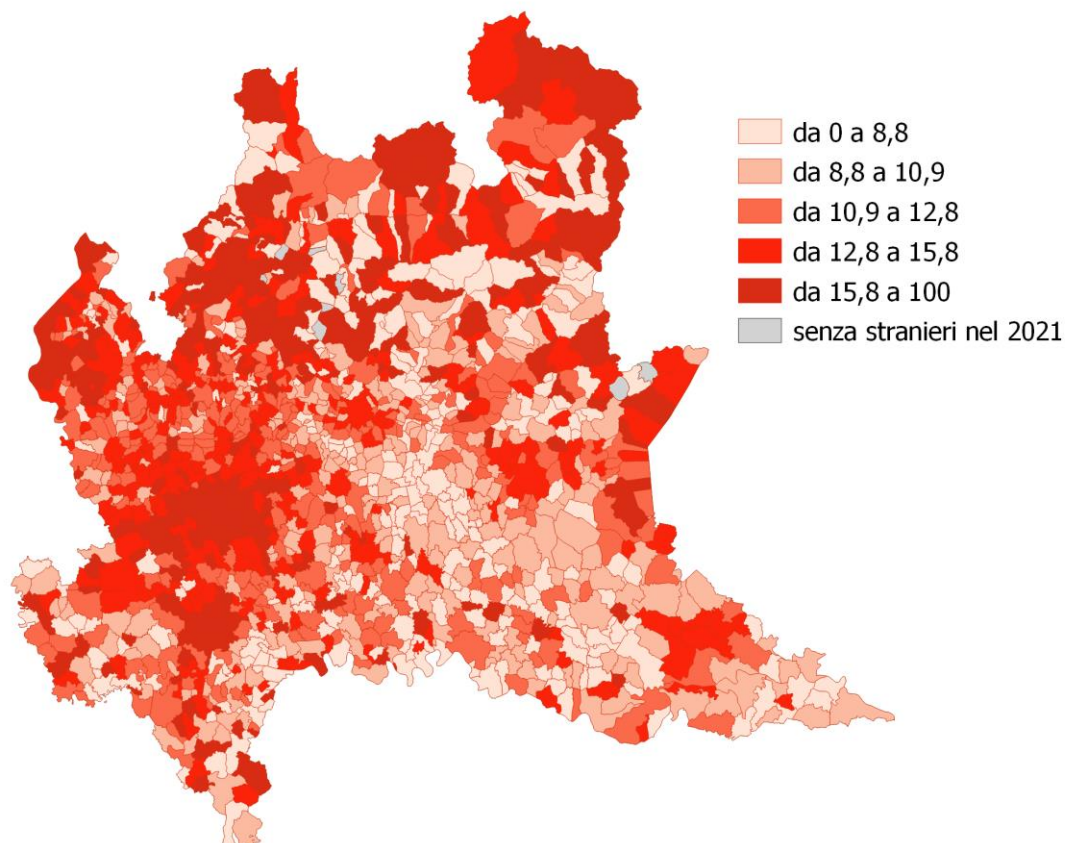 da 0 a 8,8
da 8,8 a 10,9
da 10,9 a 12,8
da 12,8 a 15,8
da 15,8 a 100
senza stranieri nel 2021